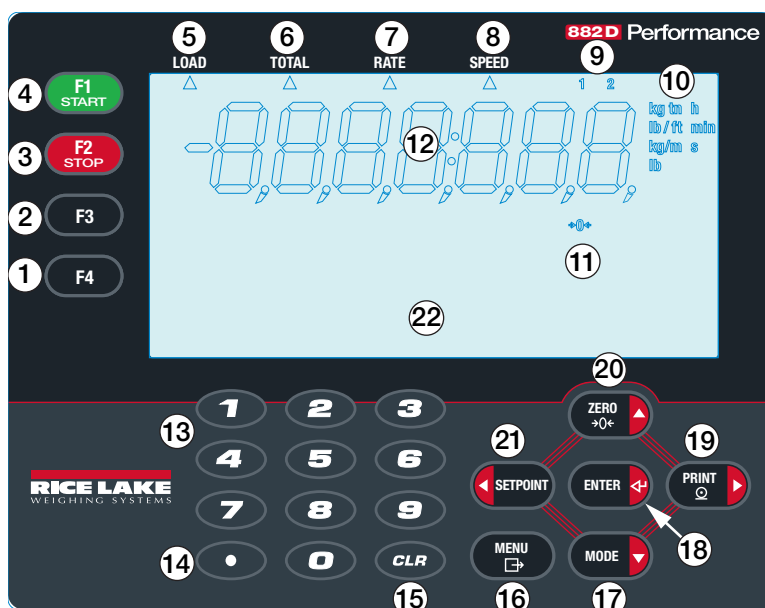 882D Performance
5 6 7 8 9
LOAD TOTAL RATE SPEED
10
1 2
4 F1 START
kg tn h
lb/ft min
kg/m s
lb
12
3 F2 STOP
2 F3
11
1 F4
22
20
13
1 2 3
ZERO
→0←
21
19
4 5 6
SETPOINT
ENTER
PRINT
RICE LAKE
WEIGHING SYSTEMS
7 8 9
18
14
. 0 CLR
MENU
MODE
15 16 17